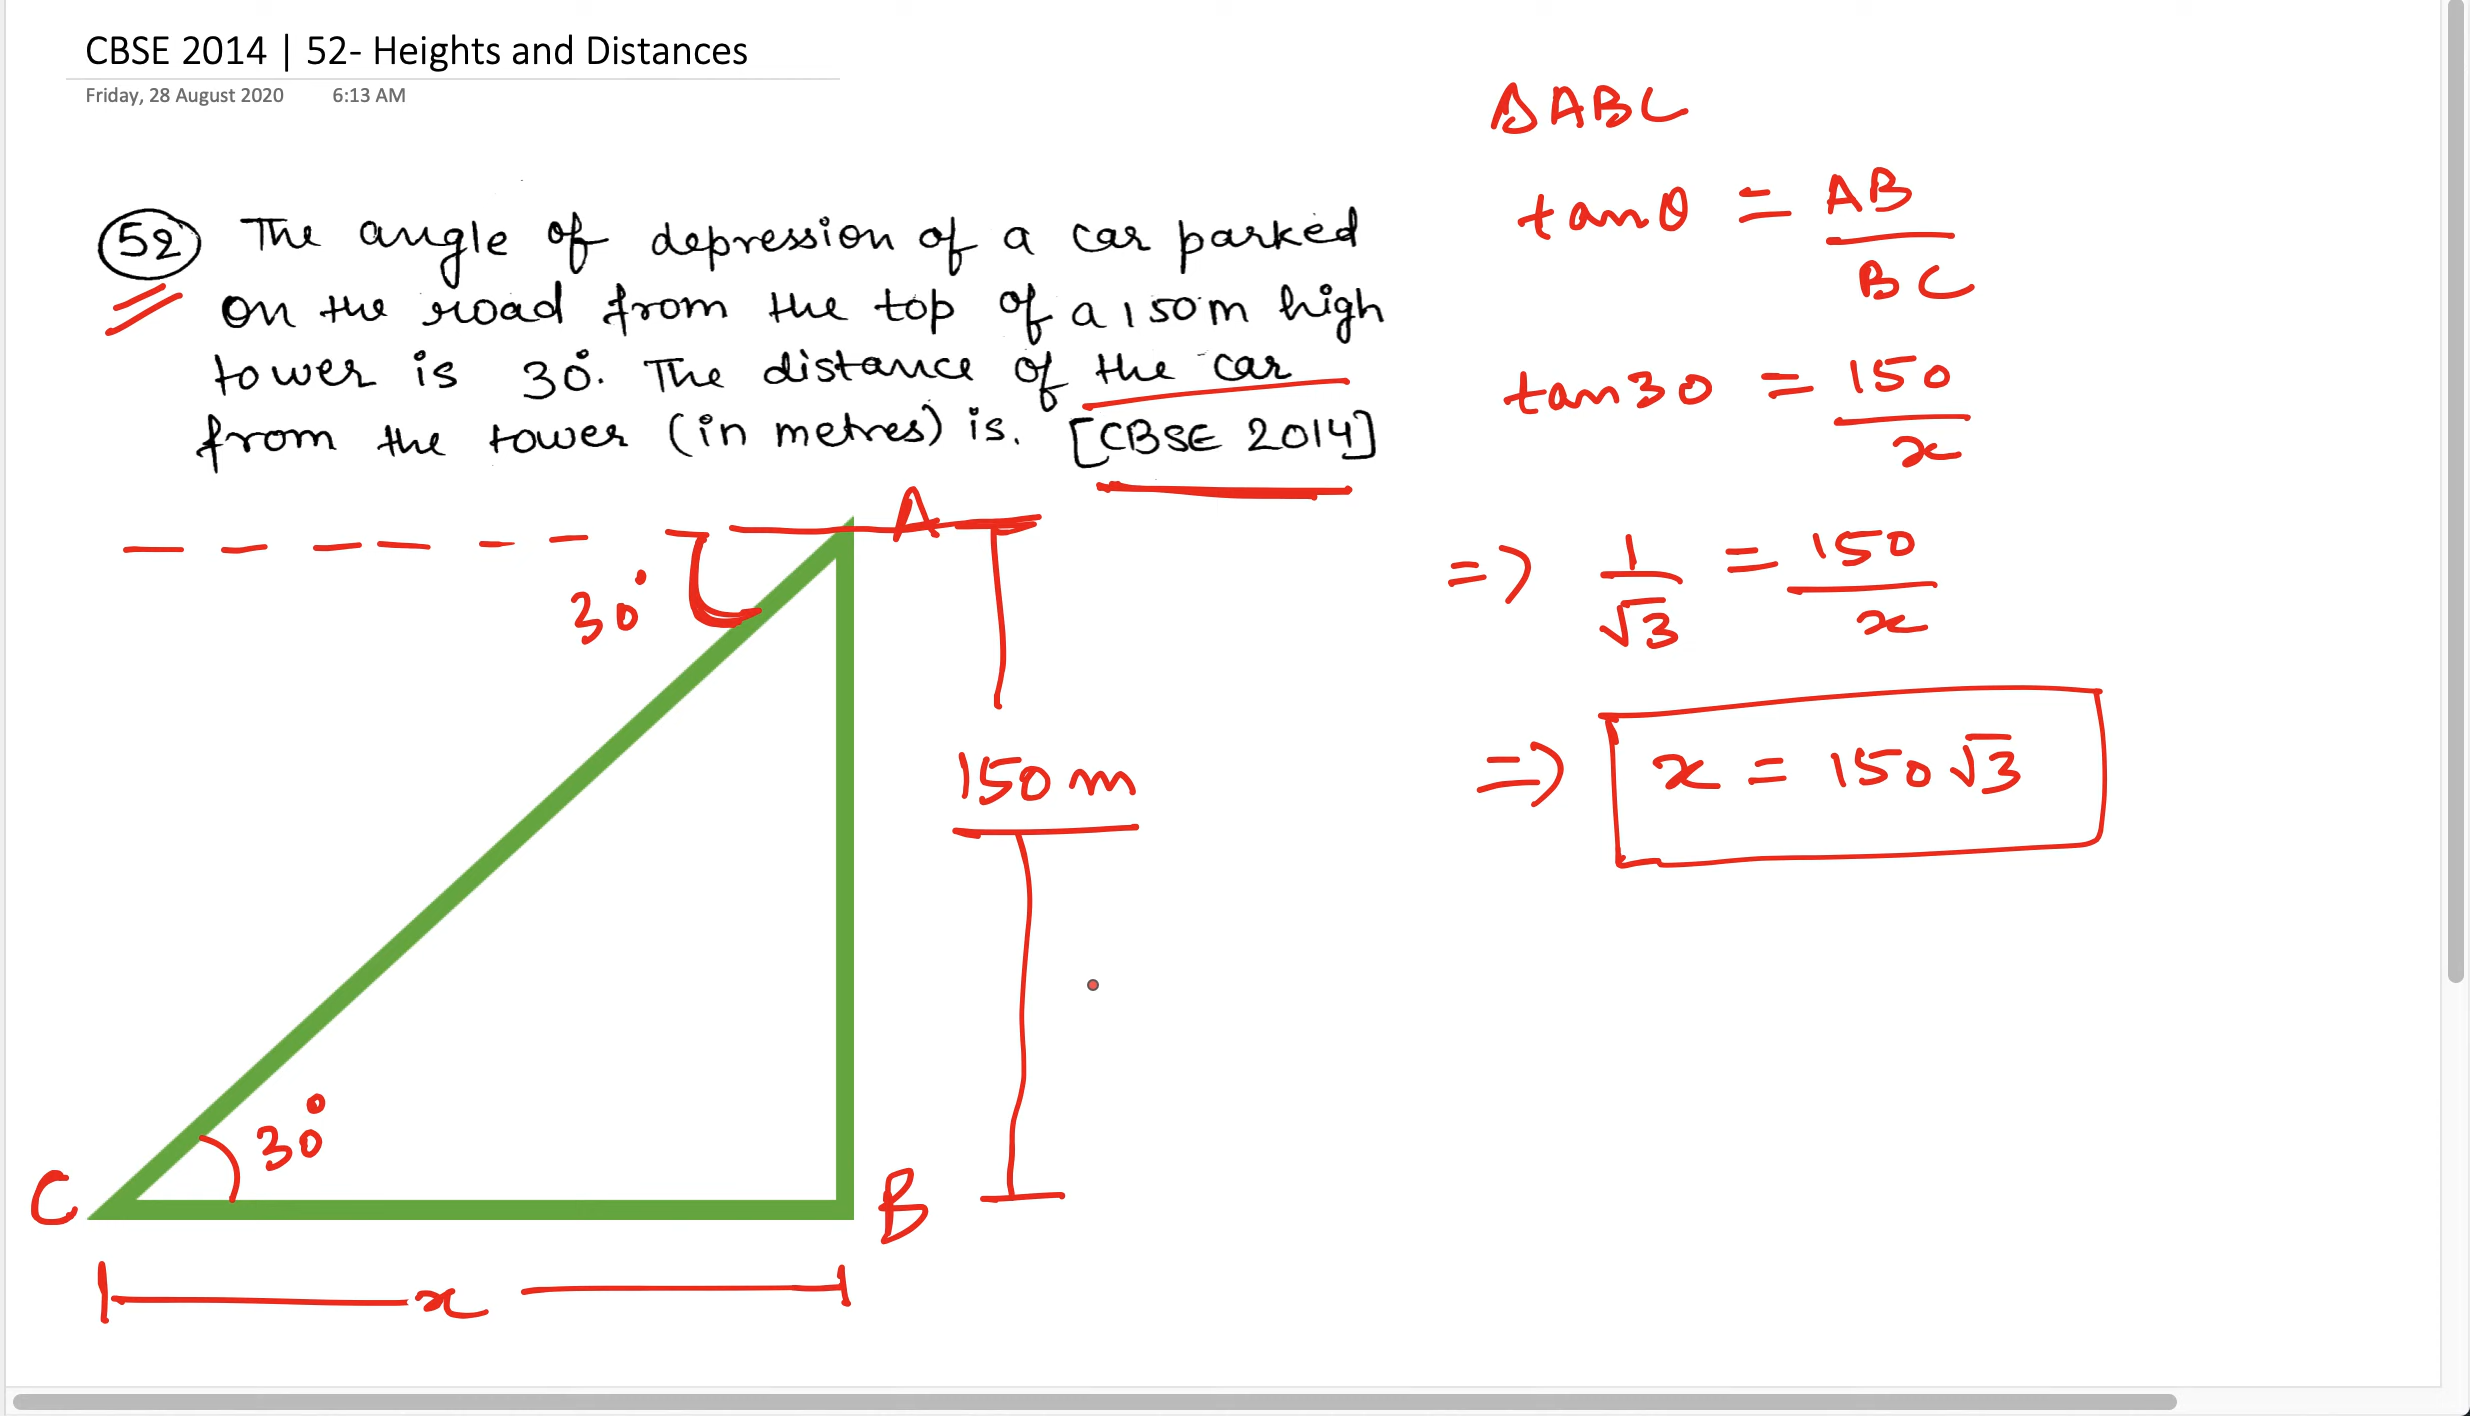 CBSE 2014 | 52- Heights and Distances
Friday, 28 August 2020 6:13 AM
52 The angle of depression of a car parked
on the road from the top of a 150m high
tower is 30°. The distance of the car
from the tower (in metres) is. [CBSE 2014]
A
30°
150 m
30°
C
B
x
△ABC
tanθ = AB/BC
tan30 = 150/x
=> 1/√3 = 150/x
=> x = 150√3